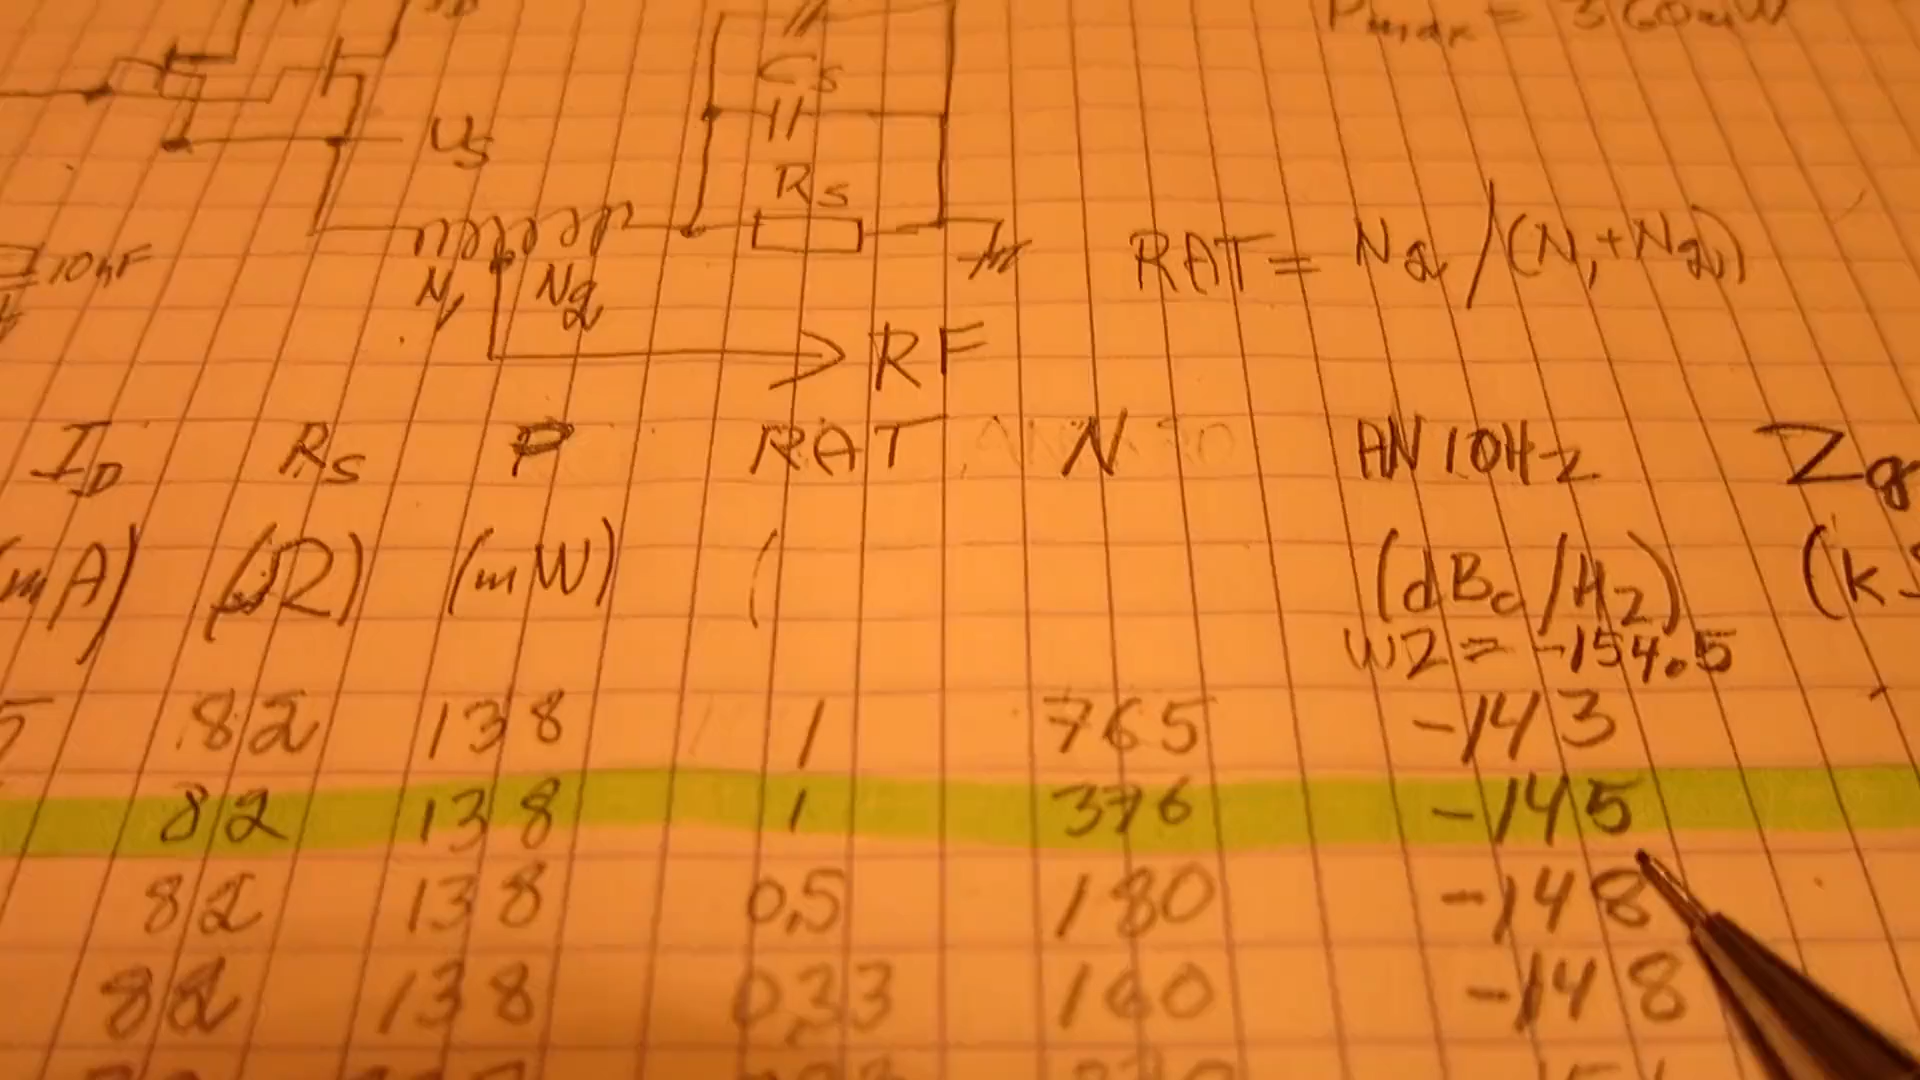 Pmax = 360mW
Cs
Us
Rs
10nF
N1 N2
RAT = N2/(N1+N2)
RF
ID Rs P RAT N AN 10Hz
(mA) (Ω) (mW) ( (dBc/Hz)
WZ = -154.5
82 138 1 765 -143
82 138 1 376 -145
82 138 0,5 180 -148
82 138 0,33 160 -148